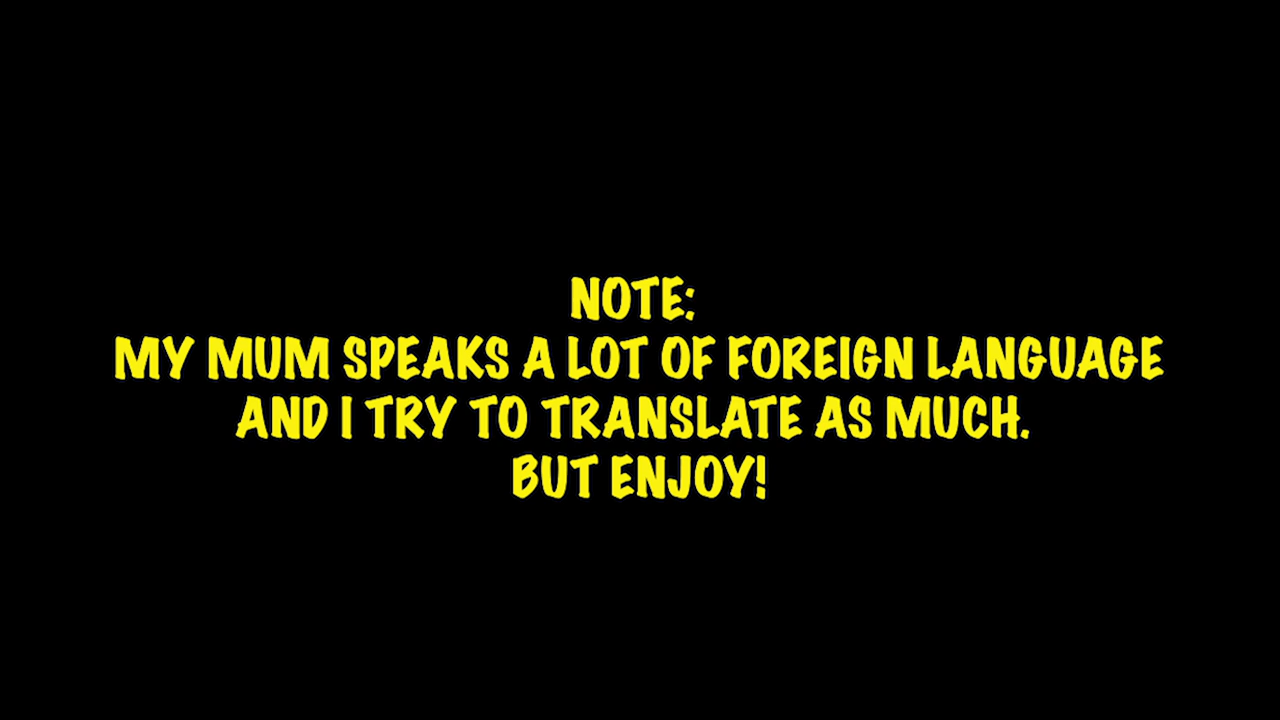 NOTE:
MY MUM SPEAKS A LOT OF FOREIGN LANGUAGE
AND I TRY TO TRANSLATE AS MUCH.
BUT ENJOY!